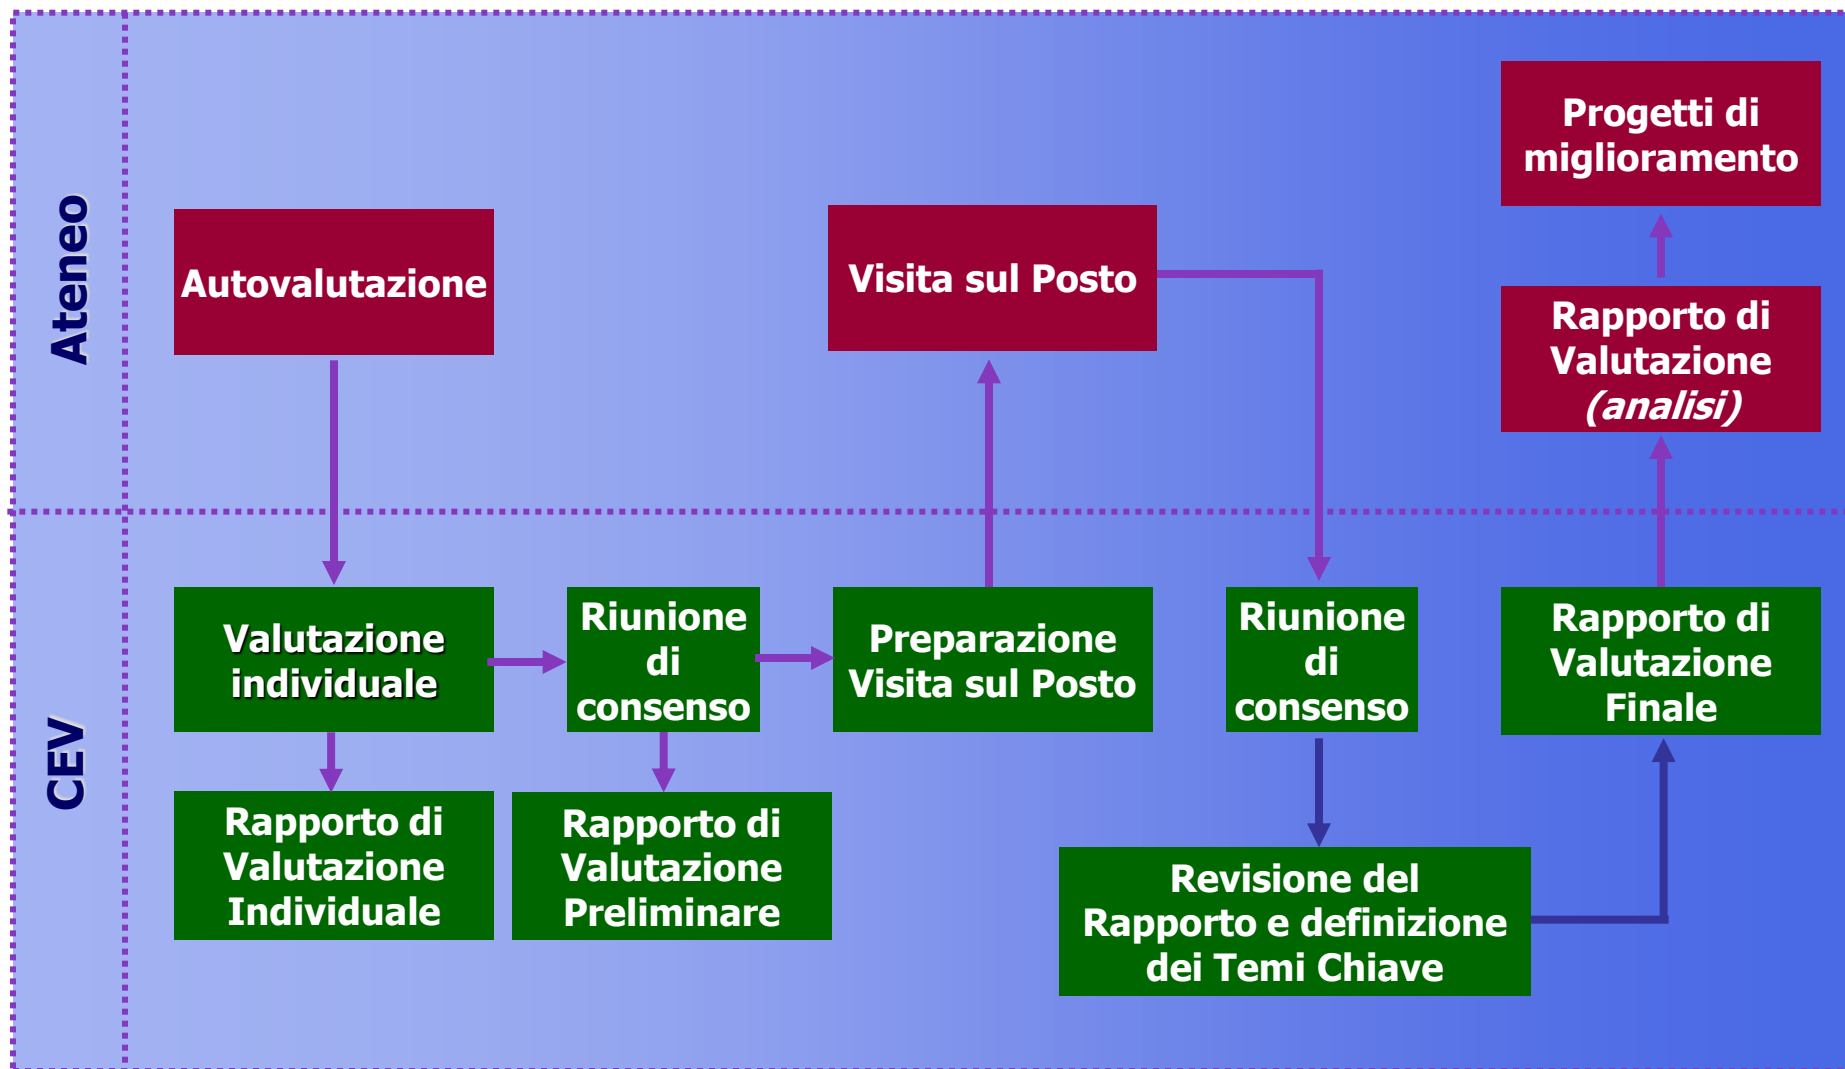 Ateneo
Autovalutazione
Visita sul Posto
Progetti di
miglioramento
Rapporto di
Valutazione
(analisi)
CEV
Valutazione
individuale
Riunione
di
consenso
Preparazione
Visita sul Posto
Riunione
di
consenso
Rapporto di
Valutazione
Finale
Rapporto di
Valutazione
Individuale
Rapporto di
Valutazione
Preliminare
Revisione del
Rapporto e definizione
dei Temi Chiave